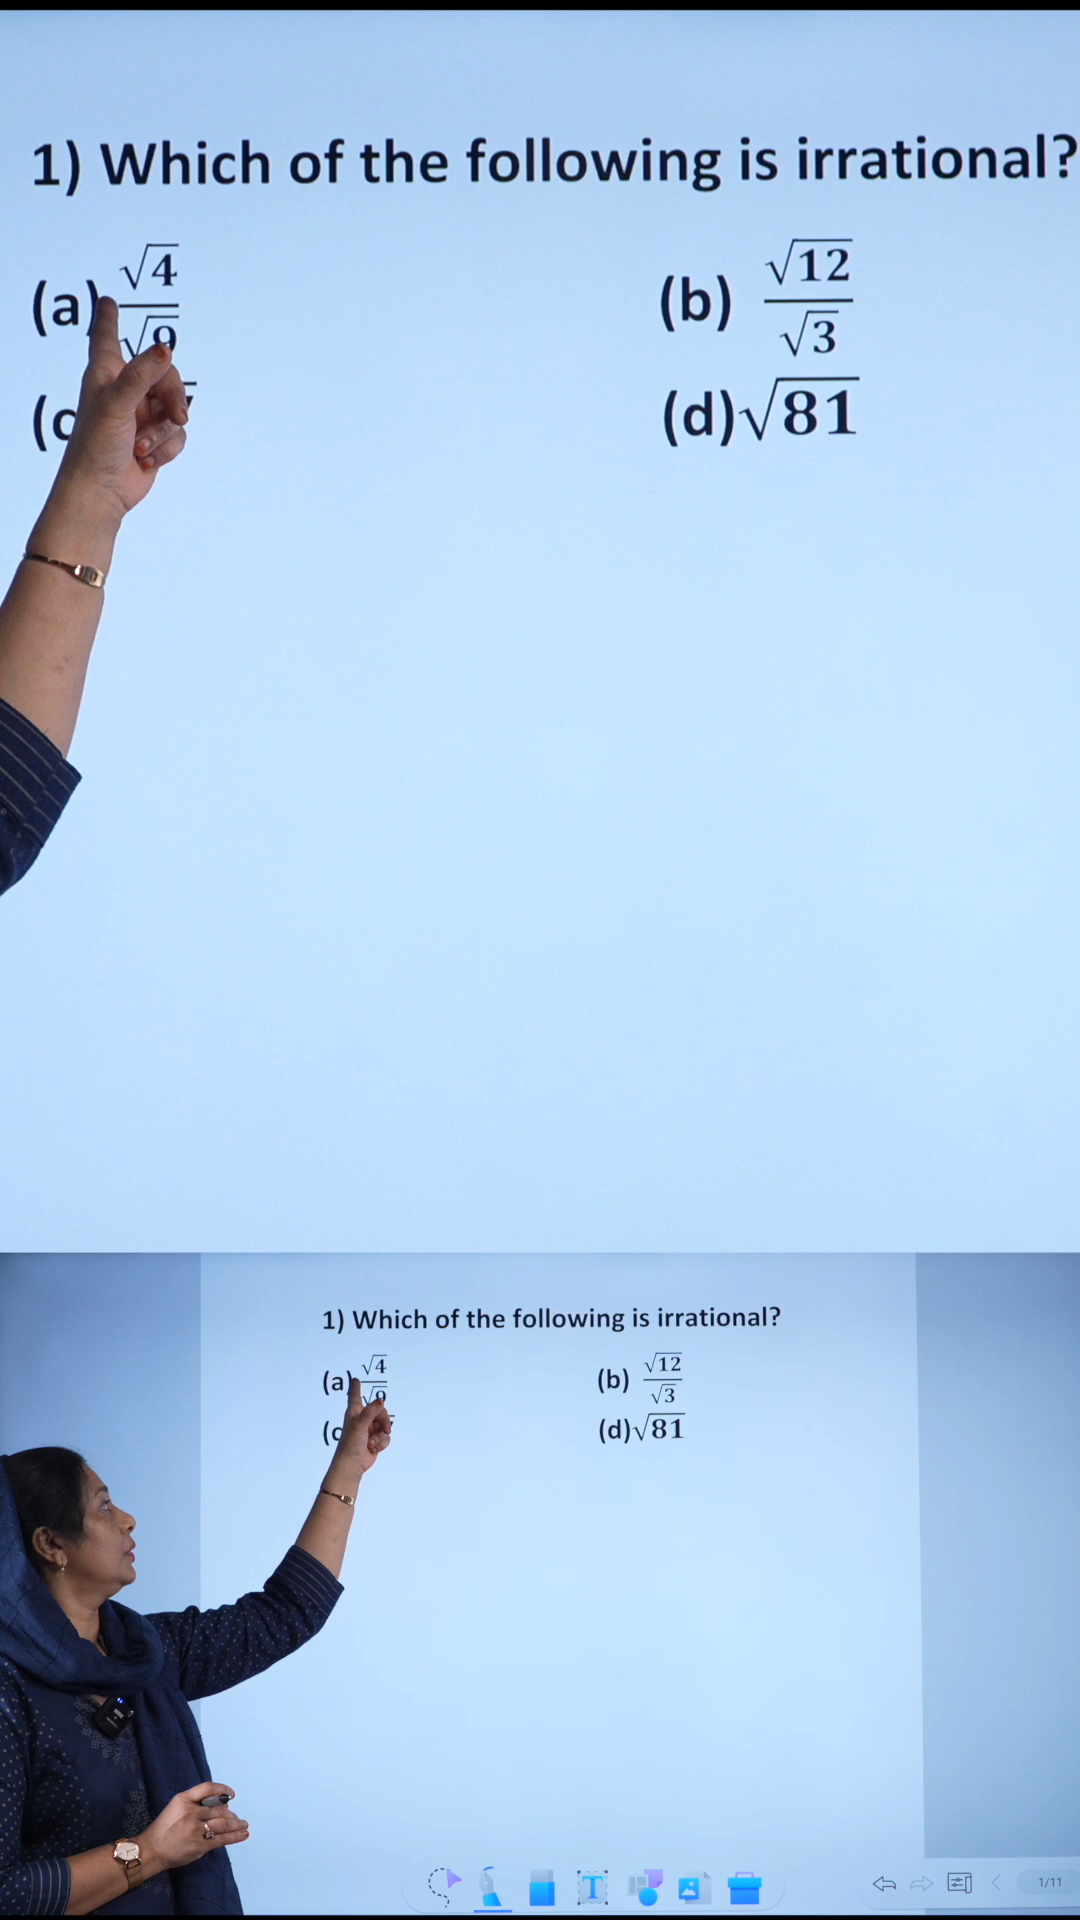 1) Which of the following is irrational?
(a) √4/√9 (b) √12/√3
(c (d)√81
1) Which of the following is irrational?
(a) √4/√9 (b) √12/√3
(c (d)√81
T
1/11